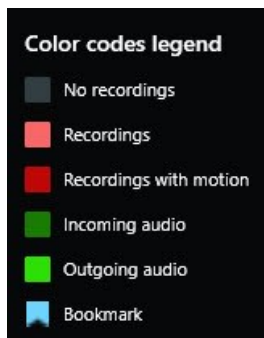 Color codes legend
No recordings
Recordings
Recordings with motion
Incoming audio
Outgoing audio
Bookmark